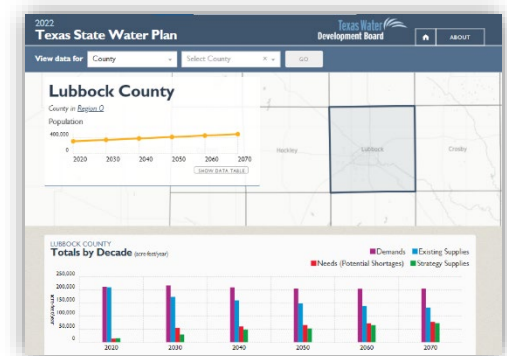 2022
Texas State Water Plan
Texas Water
Development Board
ABOUT
View data for County Select County GO
Lubbock County
County in Region O
Population
400,000
0
2020 2030 2040 2050 2060 2070
SHOW DATA TABLE
Hockley Lubbock Crosby
LUBBOCK COUNTY
Totals by Decade (acre-feet/year)
Demands Existing Supplies
Needs (Potential Shortages) Strategy Supplies
250,000
200,000
150,000
100,000
50,000
0
2020 2030 2040 2050 2060 2070